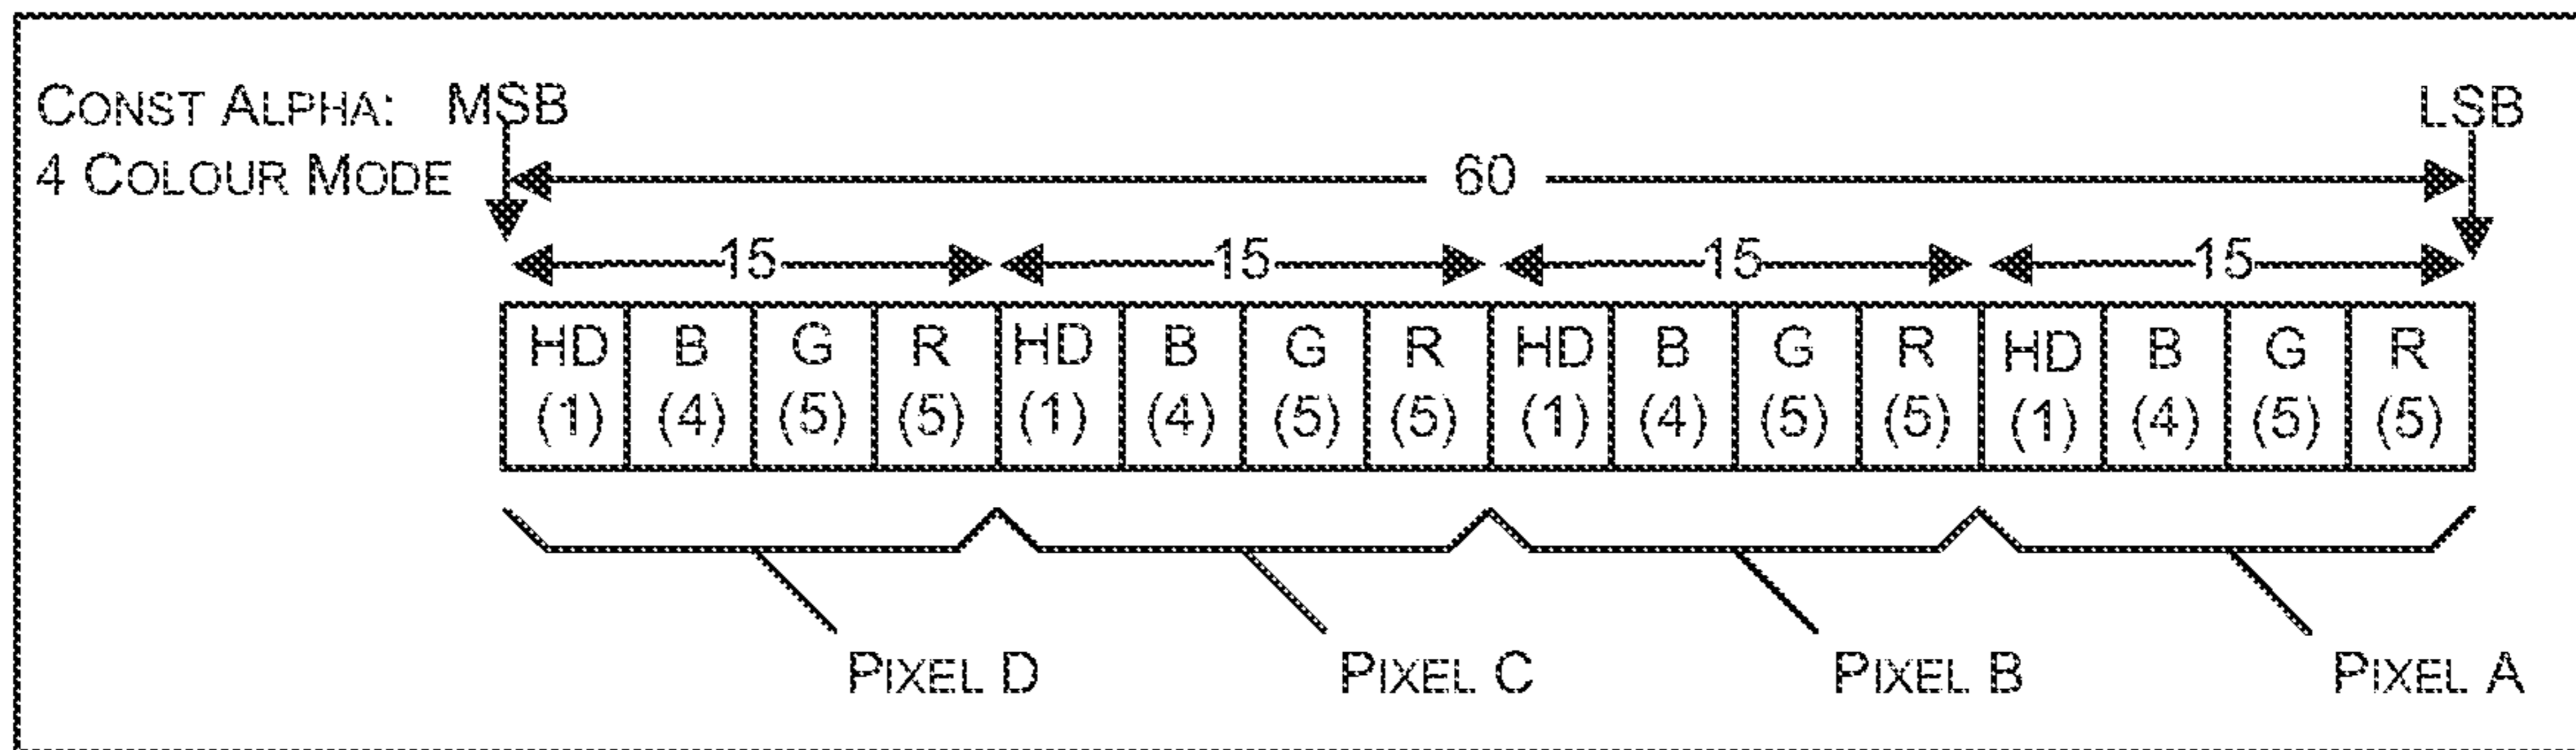 CONST ALPHA: MSB LSB
4 COLOUR MODE 60
15 15 15 15
HD B G R HD B G R HD B G R HD B G R
(1) (4) (5) (5) (1) (4) (5) (5) (1) (4) (5) (5) (1) (4) (5) (5)
PIXEL D PIXEL C PIXEL B PIXEL A